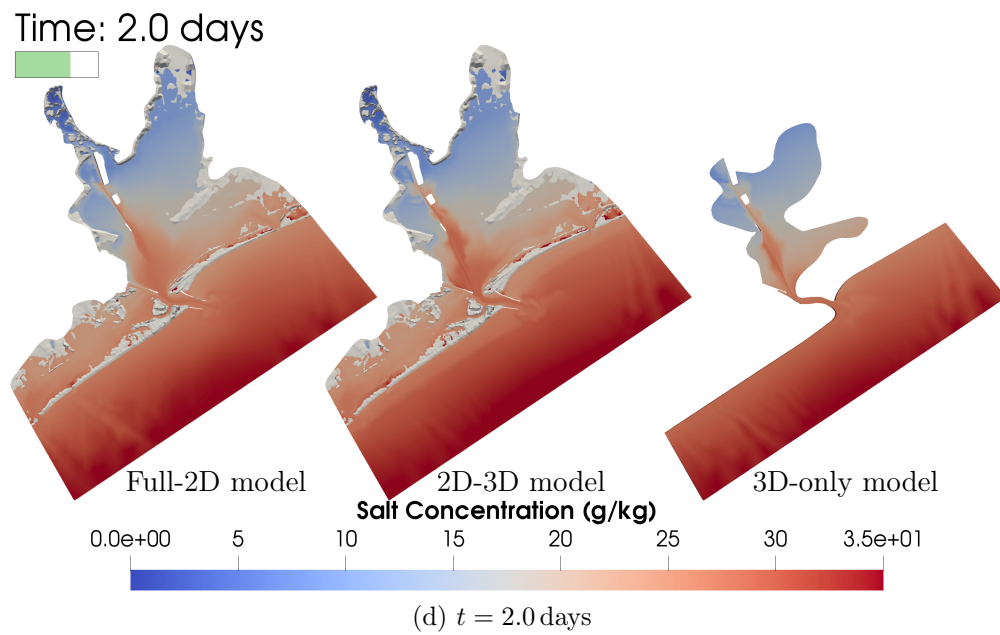 Time: 2.0 days
Full-2D model
2D-3D model
3D-only model
Salt Concentration (g/kg)
0.0e+00 5 10 15 20 25 30 3.5e+01
(d) t = 2.0 days